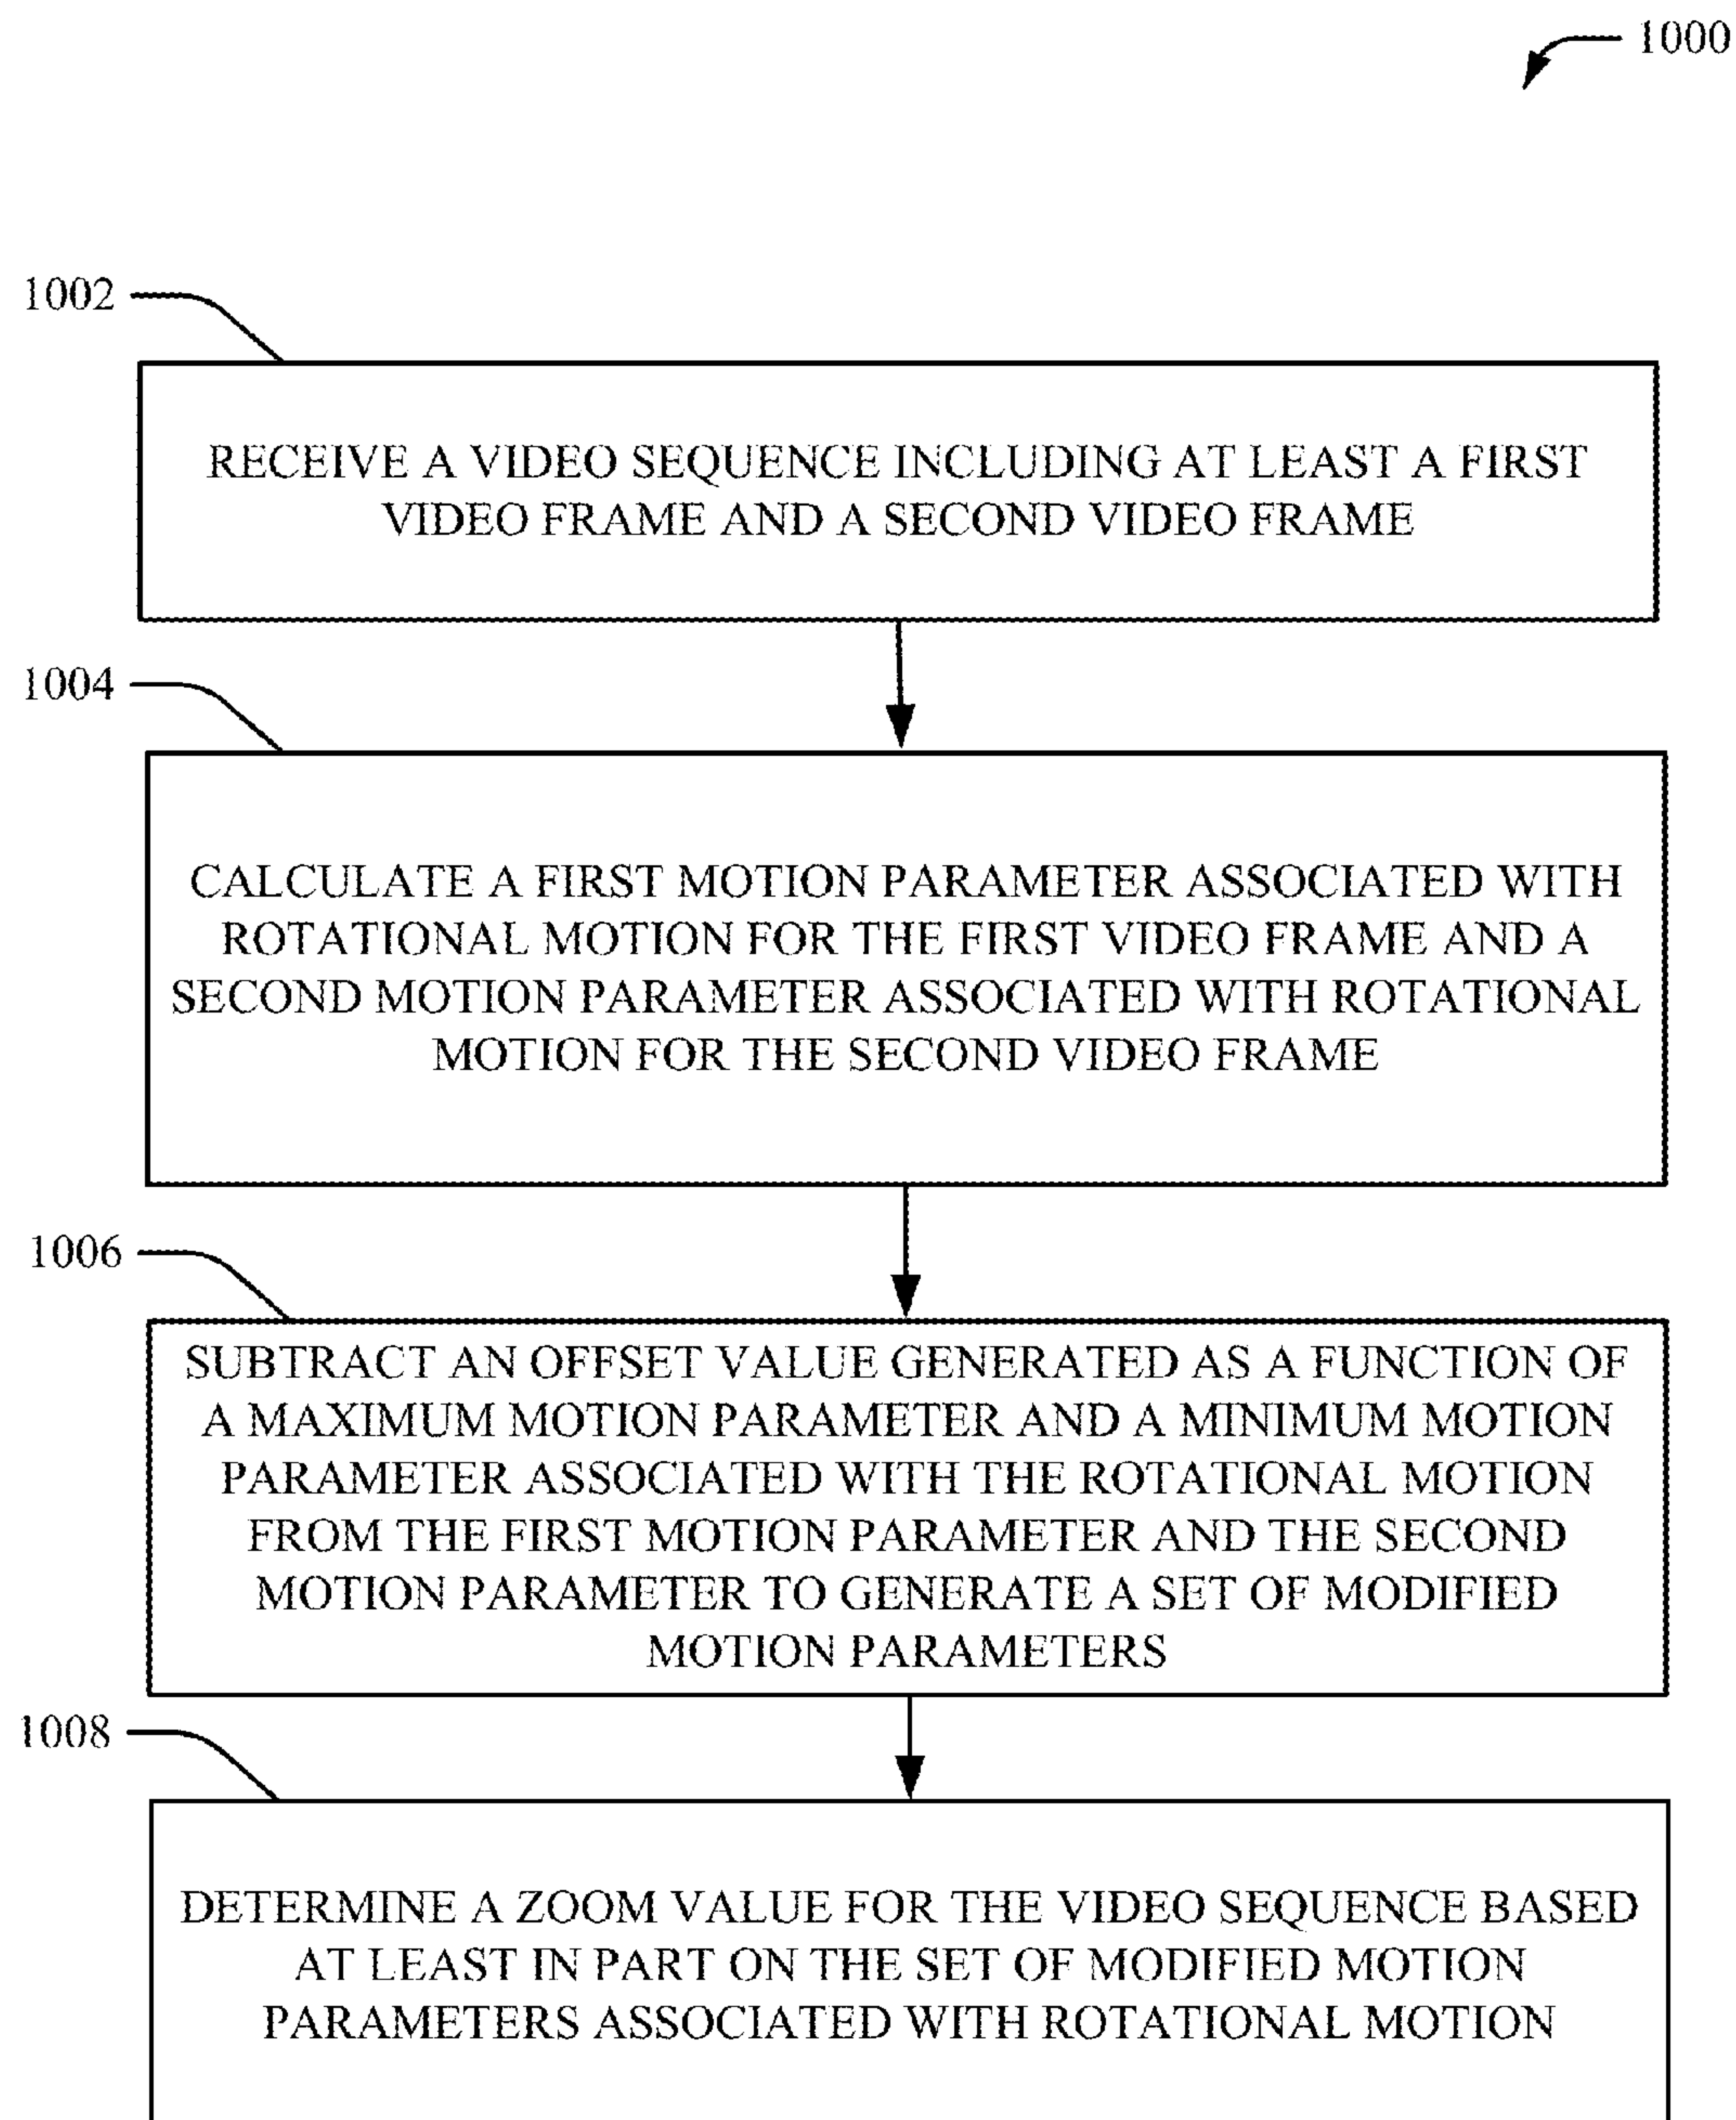 1000
1002
RECEIVE A VIDEO SEQUENCE INCLUDING AT LEAST A FIRST
VIDEO FRAME AND A SECOND VIDEO FRAME
1004
CALCULATE A FIRST MOTION PARAMETER ASSOCIATED WITH
ROTATIONAL MOTION FOR THE FIRST VIDEO FRAME AND A
SECOND MOTION PARAMETER ASSOCIATED WITH ROTATIONAL
MOTION FOR THE SECOND VIDEO FRAME
1006
SUBTRACT AN OFFSET VALUE GENERATED AS A FUNCTION OF
A MAXIMUM MOTION PARAMETER AND A MINIMUM MOTION
PARAMETER ASSOCIATED WITH THE ROTATIONAL MOTION
FROM THE FIRST MOTION PARAMETER AND THE SECOND
MOTION PARAMETER TO GENERATE A SET OF MODIFIED
MOTION PARAMETERS
1008
DETERMINE A ZOOM VALUE FOR THE VIDEO SEQUENCE BASED
AT LEAST IN PART ON THE SET OF MODIFIED MOTION
PARAMETERS ASSOCIATED WITH ROTATIONAL MOTION